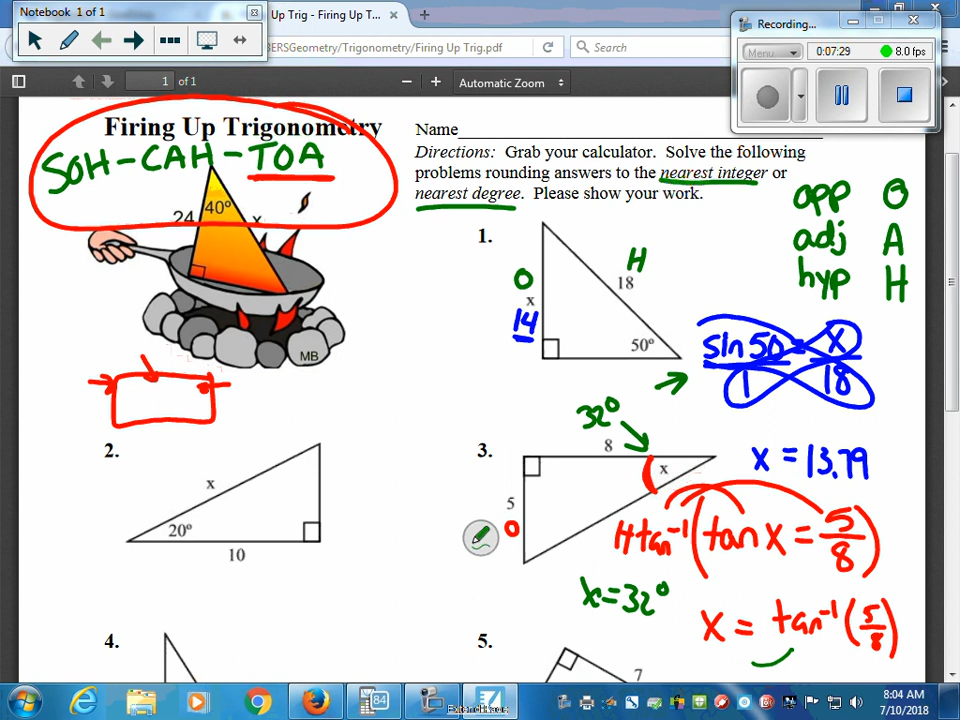 Notebook 1 of 1
Up Trig - Firing Up T...
BERSGeometry/Trigonometry/Firing Up Trig.pdf
Search
Recording...
Menu
0:07:29
8.0 fps
1 of 1
Automatic Zoom
Firing Up Trigonometry
SOH-CAH-TOA
24
40°
x
MB
Name
Directions: Grab your calculator. Solve the following
problems rounding answers to the nearest integer or
nearest degree. Please show your work.
opp O
adj A
hyp H
1.
O
x
14
H
18
50°
sin 50 = x
1 18
x = 13.79
2.
x
20°
10
3.
32°
8
x
5
O
H
tan⁻¹(tan x = 5/8)
x = 32°
x = tan⁻¹(5/8)
4.
5.
7
84
8:04 AM
7/10/2018